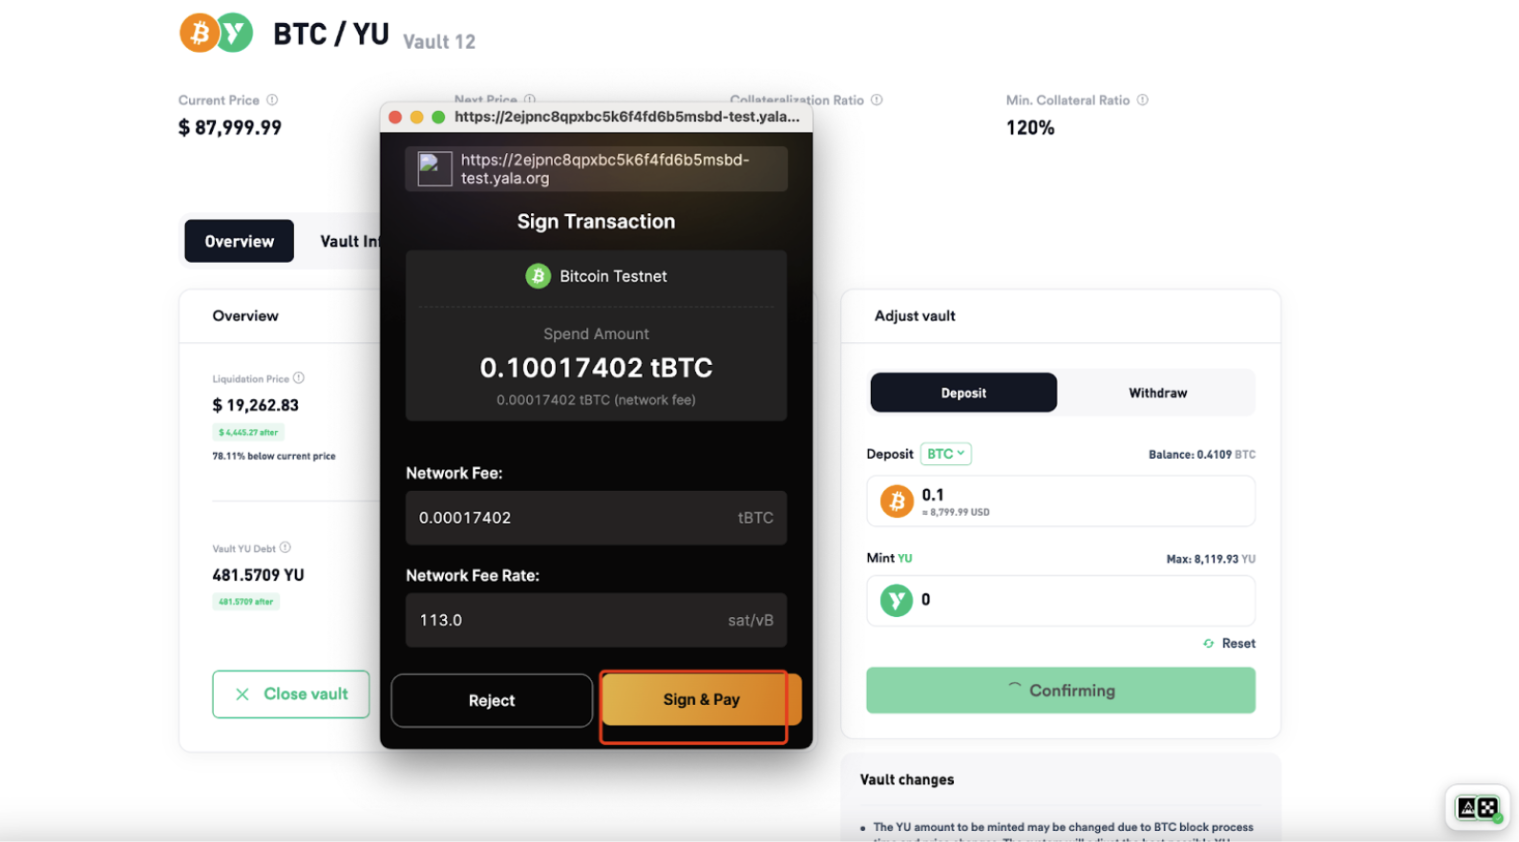 BTC / YU Vault 12
Current Price
$ 87,999.99
Next Price
Collateralization Ratio
Min. Collateral Ratio
120%
https://2ejpnc8qpxbc5k6f4fd6b5msbd-test.yala...
https://2ejpnc8qpxbc5k6f4fd6b5msbd-
test.yala.org
Sign Transaction
Bitcoin Testnet
Spend Amount
0.10017402 tBTC
0.00017402 tBTC (network fee)
Network Fee:
0.00017402 tBTC
Network Fee Rate:
113.0 sat/vB
Reject
Sign & Pay
Overview
Vault Inf
Overview
Liquidation Price
$ 19,262.83
$ 4,445.27 after
78.11% below current price
Vault YU Debt
481.5709 YU
481.5709 after
Close vault
Adjust vault
Deposit
Withdraw
Deposit BTC
Balance: 0.4109 BTC
0.1
≈ 8,799.99 USD
Mint YU
Max: 8,119.93 YU
0
Reset
Confirming
Vault changes
The YU amount to be minted may be changed due to BTC block process